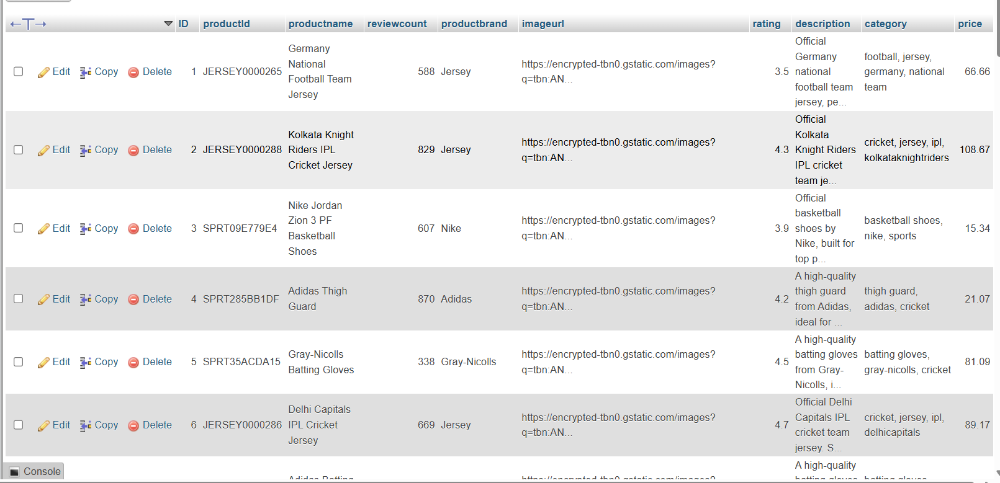 ID productId productname reviewcount productbrand imageurl rating description category price
Edit Copy Delete 1 JERSEY0000265 Germany National Football Team Jersey 588 Jersey https://encrypted-tbn0.gstatic.com/images?q=tbn:AN... 3.5 Official Germany national football team jersey, pe... football, jersey, germany, national team 66.66
Edit Copy Delete 2 JERSEY0000288 Kolkata Knight Riders IPL Cricket Jersey 829 Jersey https://encrypted-tbn0.gstatic.com/images?q=tbn:AN... 4.3 Official Kolkata Knight Riders IPL cricket team je... cricket, jersey, ipl, kolkataknightriders 108.67
Edit Copy Delete 3 SPRT09E779E4 Nike Jordan Zion 3 PF Basketball Shoes 607 Nike https://encrypted-tbn0.gstatic.com/images?q=tbn:AN... 3.9 Official basketball shoes by Nike, built for top p... basketball shoes, nike, sports 15.34
Edit Copy Delete 4 SPRT285BB1DF Adidas Thigh Guard 870 Adidas https://encrypted-tbn0.gstatic.com/images?q=tbn:AN... 4.2 A high-quality thigh guard from Adidas, ideal for ... thigh guard, adidas, cricket 21.07
Edit Copy Delete 5 SPRT35ACDA15 Gray-Nicolls Batting Gloves 338 Gray-Nicolls https://encrypted-tbn0.gstatic.com/images?q=tbn:AN... 4.5 A high-quality batting gloves from Gray-Nicolls, i... batting gloves, gray-nicolls, cricket 81.09
Edit Copy Delete 6 JERSEY0000286 Delhi Capitals IPL Cricket Jersey 669 Jersey https://encrypted-tbn0.gstatic.com/images?q=tbn:AN... 4.7 Official Delhi Capitals IPL cricket team jersey. S... cricket, jersey, ipl, delhicapitals 89.17
A high-quality
Console